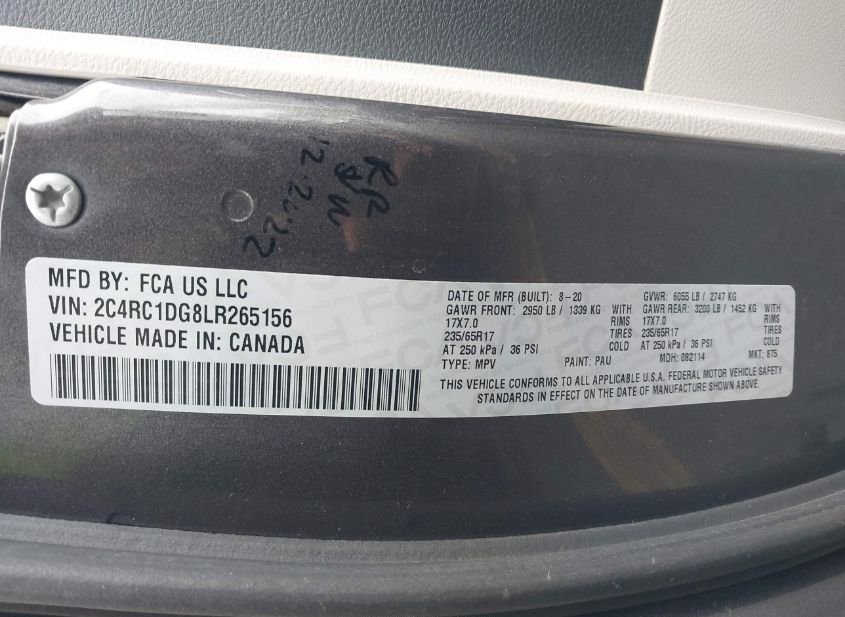 12.2022
MFD BY: FCA US LLC
VIN: 2C4RC1DG8LR265156
VEHICLE MADE IN: CANADA
DATE OF MFR (BUILT): 8-20 GVWR: 6055 LB / 2747 KG
GAWR FRONT: 2950 LB / 1339 KG WITH GAWR REAR: 3200 LB / 1452 KG WITH
17X7.0 RIMS 17X7.0 RIMS
235/65R17 TIRES 235/65R17 TIRES
AT 250 kPa / 36 PSI COLD AT 250 kPa / 36 PSI COLD
TYPE: MPV PAINT: PAU MDH: 082114 MKT: 875
THIS VEHICLE CONFORMS TO ALL APPLICABLE U.S.A. FEDERAL MOTOR VEHICLE SAFETY
STANDARDS IN EFFECT ON THE DATE OF MANUFACTURE SHOWN ABOVE.